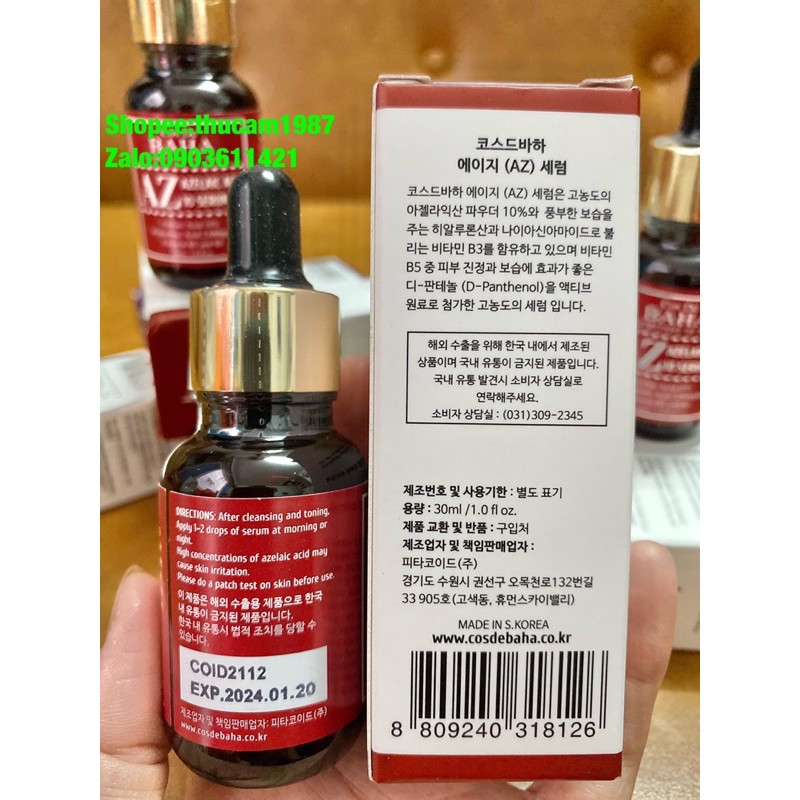 Shopee:thucam1987
Zalo:0903611421
BAHA
AZ
DIRECTIONS: After cleansing and toning.
Apply 1~2 drops of serum at morning or
night.
High concentrations of azelaic acid may
cause skin irritation.
Please do a patch test on skin before use.
이 제품은 해외 수출용 제품으로 한국
내 유통이 금지된 제품입니다.
한국 내 유통시 법적 조치를 당할 수
있습니다.
COID2112
EXP.2024.01.20
제조업자 및 책임판매업자: 피타코이드(주)
www.cosdebaha.co.kr
코스드바하
에이지 (AZ) 세럼
코스드바하 에이지 (AZ) 세럼은 고농도의
아젤라익산 파우더 10%와 풍부한 보습을
주는 히알루론산과 나이아신아마이드로 불
리는 비타민 B3를 함유하고 있으며 비타민
B5 중 피부 진정과 보습에 효과가 좋은
디-판테놀 (D-Panthenol)을 액티브
원료로 첨가한 고농도의 세럼 입니다.
해외 수출을 위해 한국 내에서 제조된
상품이며 국내 유통이 금지된 제품입니다.
국내 유통 발견시 소비자 상담실로
연락해주세요.
소비자 상담실 : (031)309-2345
제조번호 및 사용기한 : 별도 표기
용량 : 30ml /1.0 fl oz.
제품 교환 및 반품 : 구입처
제조업자 및 책임판매업자 :
피타코이드(주)
경기도 수원시 권선구 오목천로132번길
33 905호(고색동, 휴먼스카이밸리)
MADE IN S.KOREA
www.cosdebaha.co.kr
8 809240 318126
BAHA